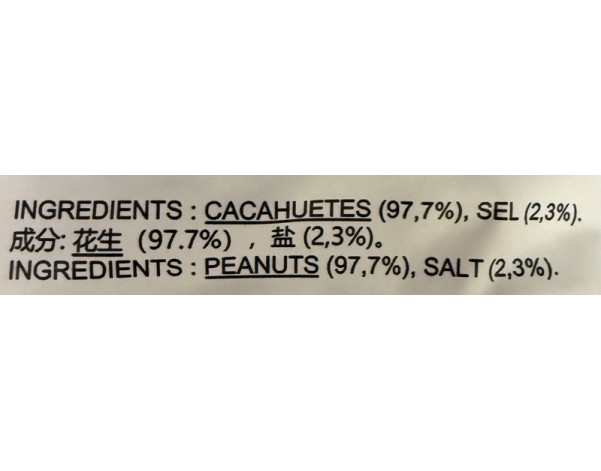 INGREDIENTS : CACAHUETES (97,7%), SEL (2,3%).
成分: 花生（97.7%）, 盐 (2,3%)。
INGREDIENTS : PEANUTS (97,7%), SALT (2,3%).